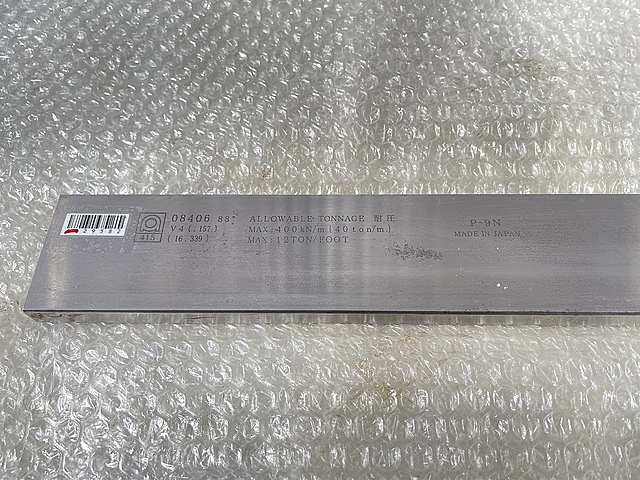 29582
415
08406 88°
V4 (.157)
(16.339)
ALLOWABLE TONNAGE 耐圧
MAX:400kN/m (40ton/m.)
MAX:12TON/FOOT
P-9N
MADE IN JAPAN